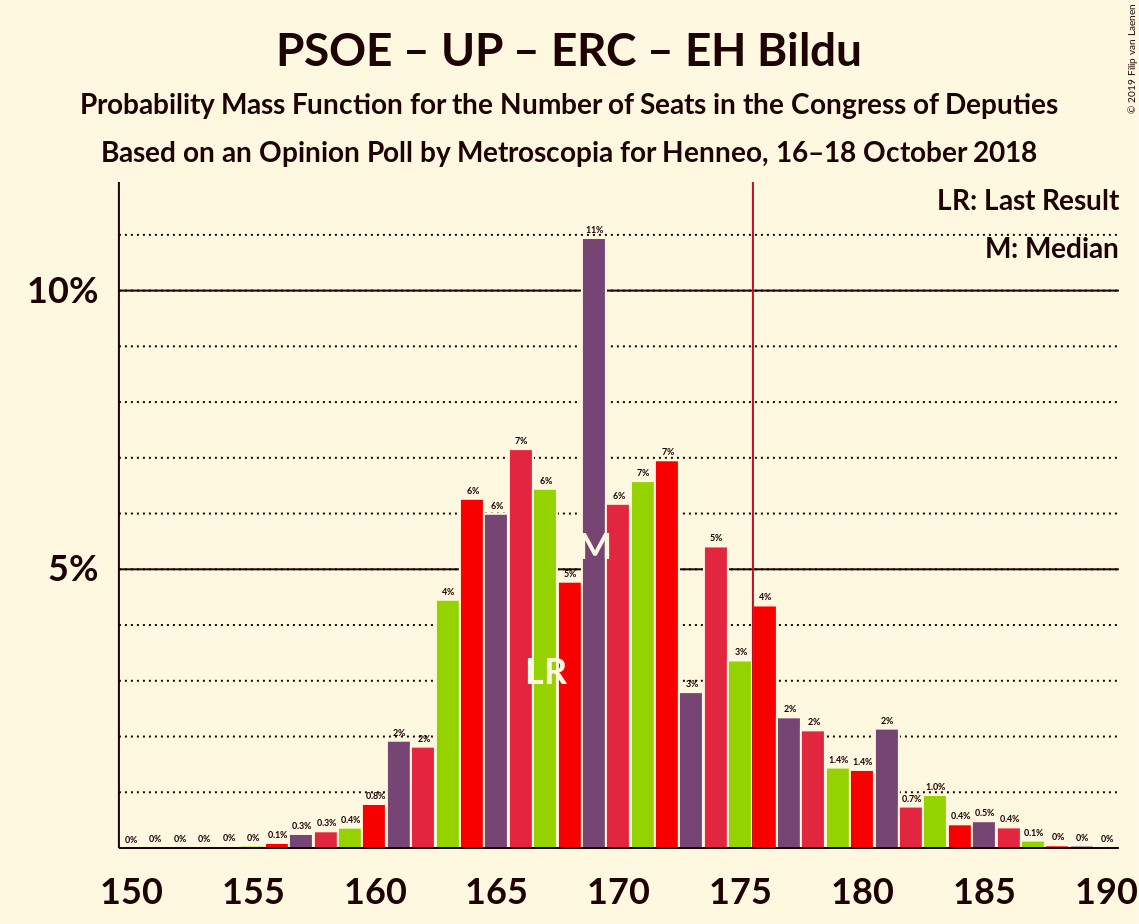 PSOE – UP – ERC – EH Bildu
Probability Mass Function for the Number of Seats in the Congress of Deputies
Based on an Opinion Poll by Metroscopia for Henneo, 16–18 October 2018
© 2019 Filip van Laenen
LR: Last Result
M: Median
10%
5%
0% 0% 0% 0% 0% 0% 0.1% 0.3% 0.3% 0.4% 0.8% 2% 2% 4% 6% 6% 7% 6% 5% 11% 6% 7% 7% 3% 5% 3% 4% 2% 2% 1.4% 1.4% 2% 0.7% 1.0% 0.4% 0.5% 0.4% 0.1% 0% 0% 0%
M
LR
150 155 160 165 170 175 180 185 190